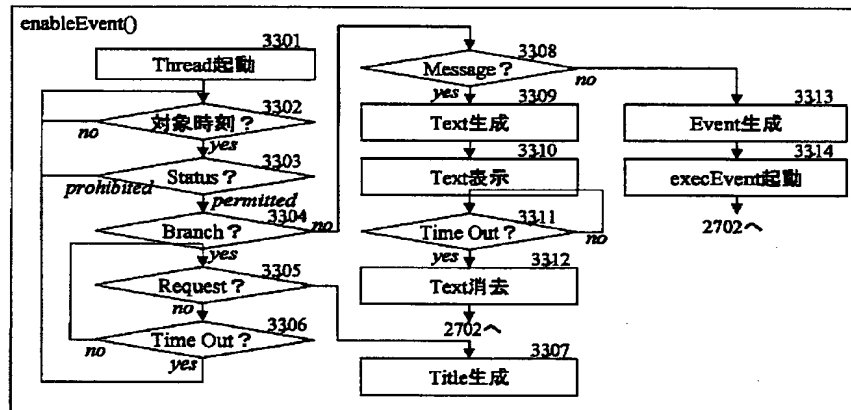 enableEvent()
3301
Thread起動
3302
対象時刻？
no
yes
3303
Status？
prohibited
permitted
3304
Branch？
no
yes
3305
Request？
no
3306
Time Out？
no
yes
3308
Message？
no
yes
3309
Text生成
3310
Text表示
3311
Time Out？
no
yes
3312
Text消去
2702へ
3307
Title生成
3313
Event生成
3314
execEvent起動
2702へ